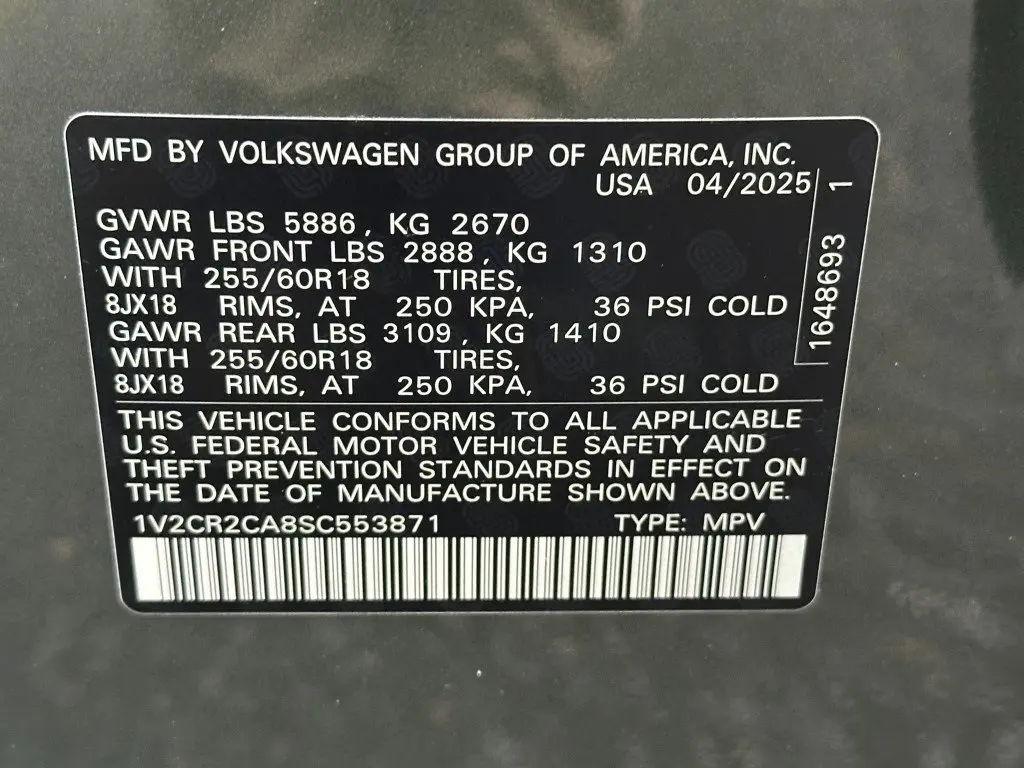 MFD BY VOLKSWAGEN GROUP OF AMERICA, INC.
USA 04/2025
GVWR LBS 5886, KG 2670
GAWR FRONT LBS 2888, KG 1310
WITH 255/60R18 TIRES,
8JX18 RIMS, AT 250 KPA, 36 PSI COLD
GAWR REAR LBS 3109, KG 1410
WITH 255/60R18 TIRES,
8JX18 RIMS, AT 250 KPA, 36 PSI COLD
1648693 1
THIS VEHICLE CONFORMS TO ALL APPLICABLE
U.S. FEDERAL MOTOR VEHICLE SAFETY AND
THEFT PREVENTION STANDARDS IN EFFECT ON
THE DATE OF MANUFACTURE SHOWN ABOVE.
1V2CR2CA8SC553871 TYPE: MPV